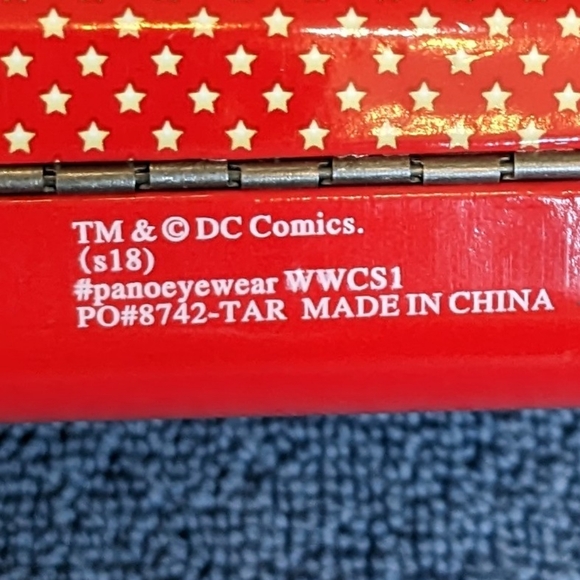 TM & © DC Comics.
(s18)
#panoeyewear WWCS1
PO#8742-TAR MADE IN CHINA